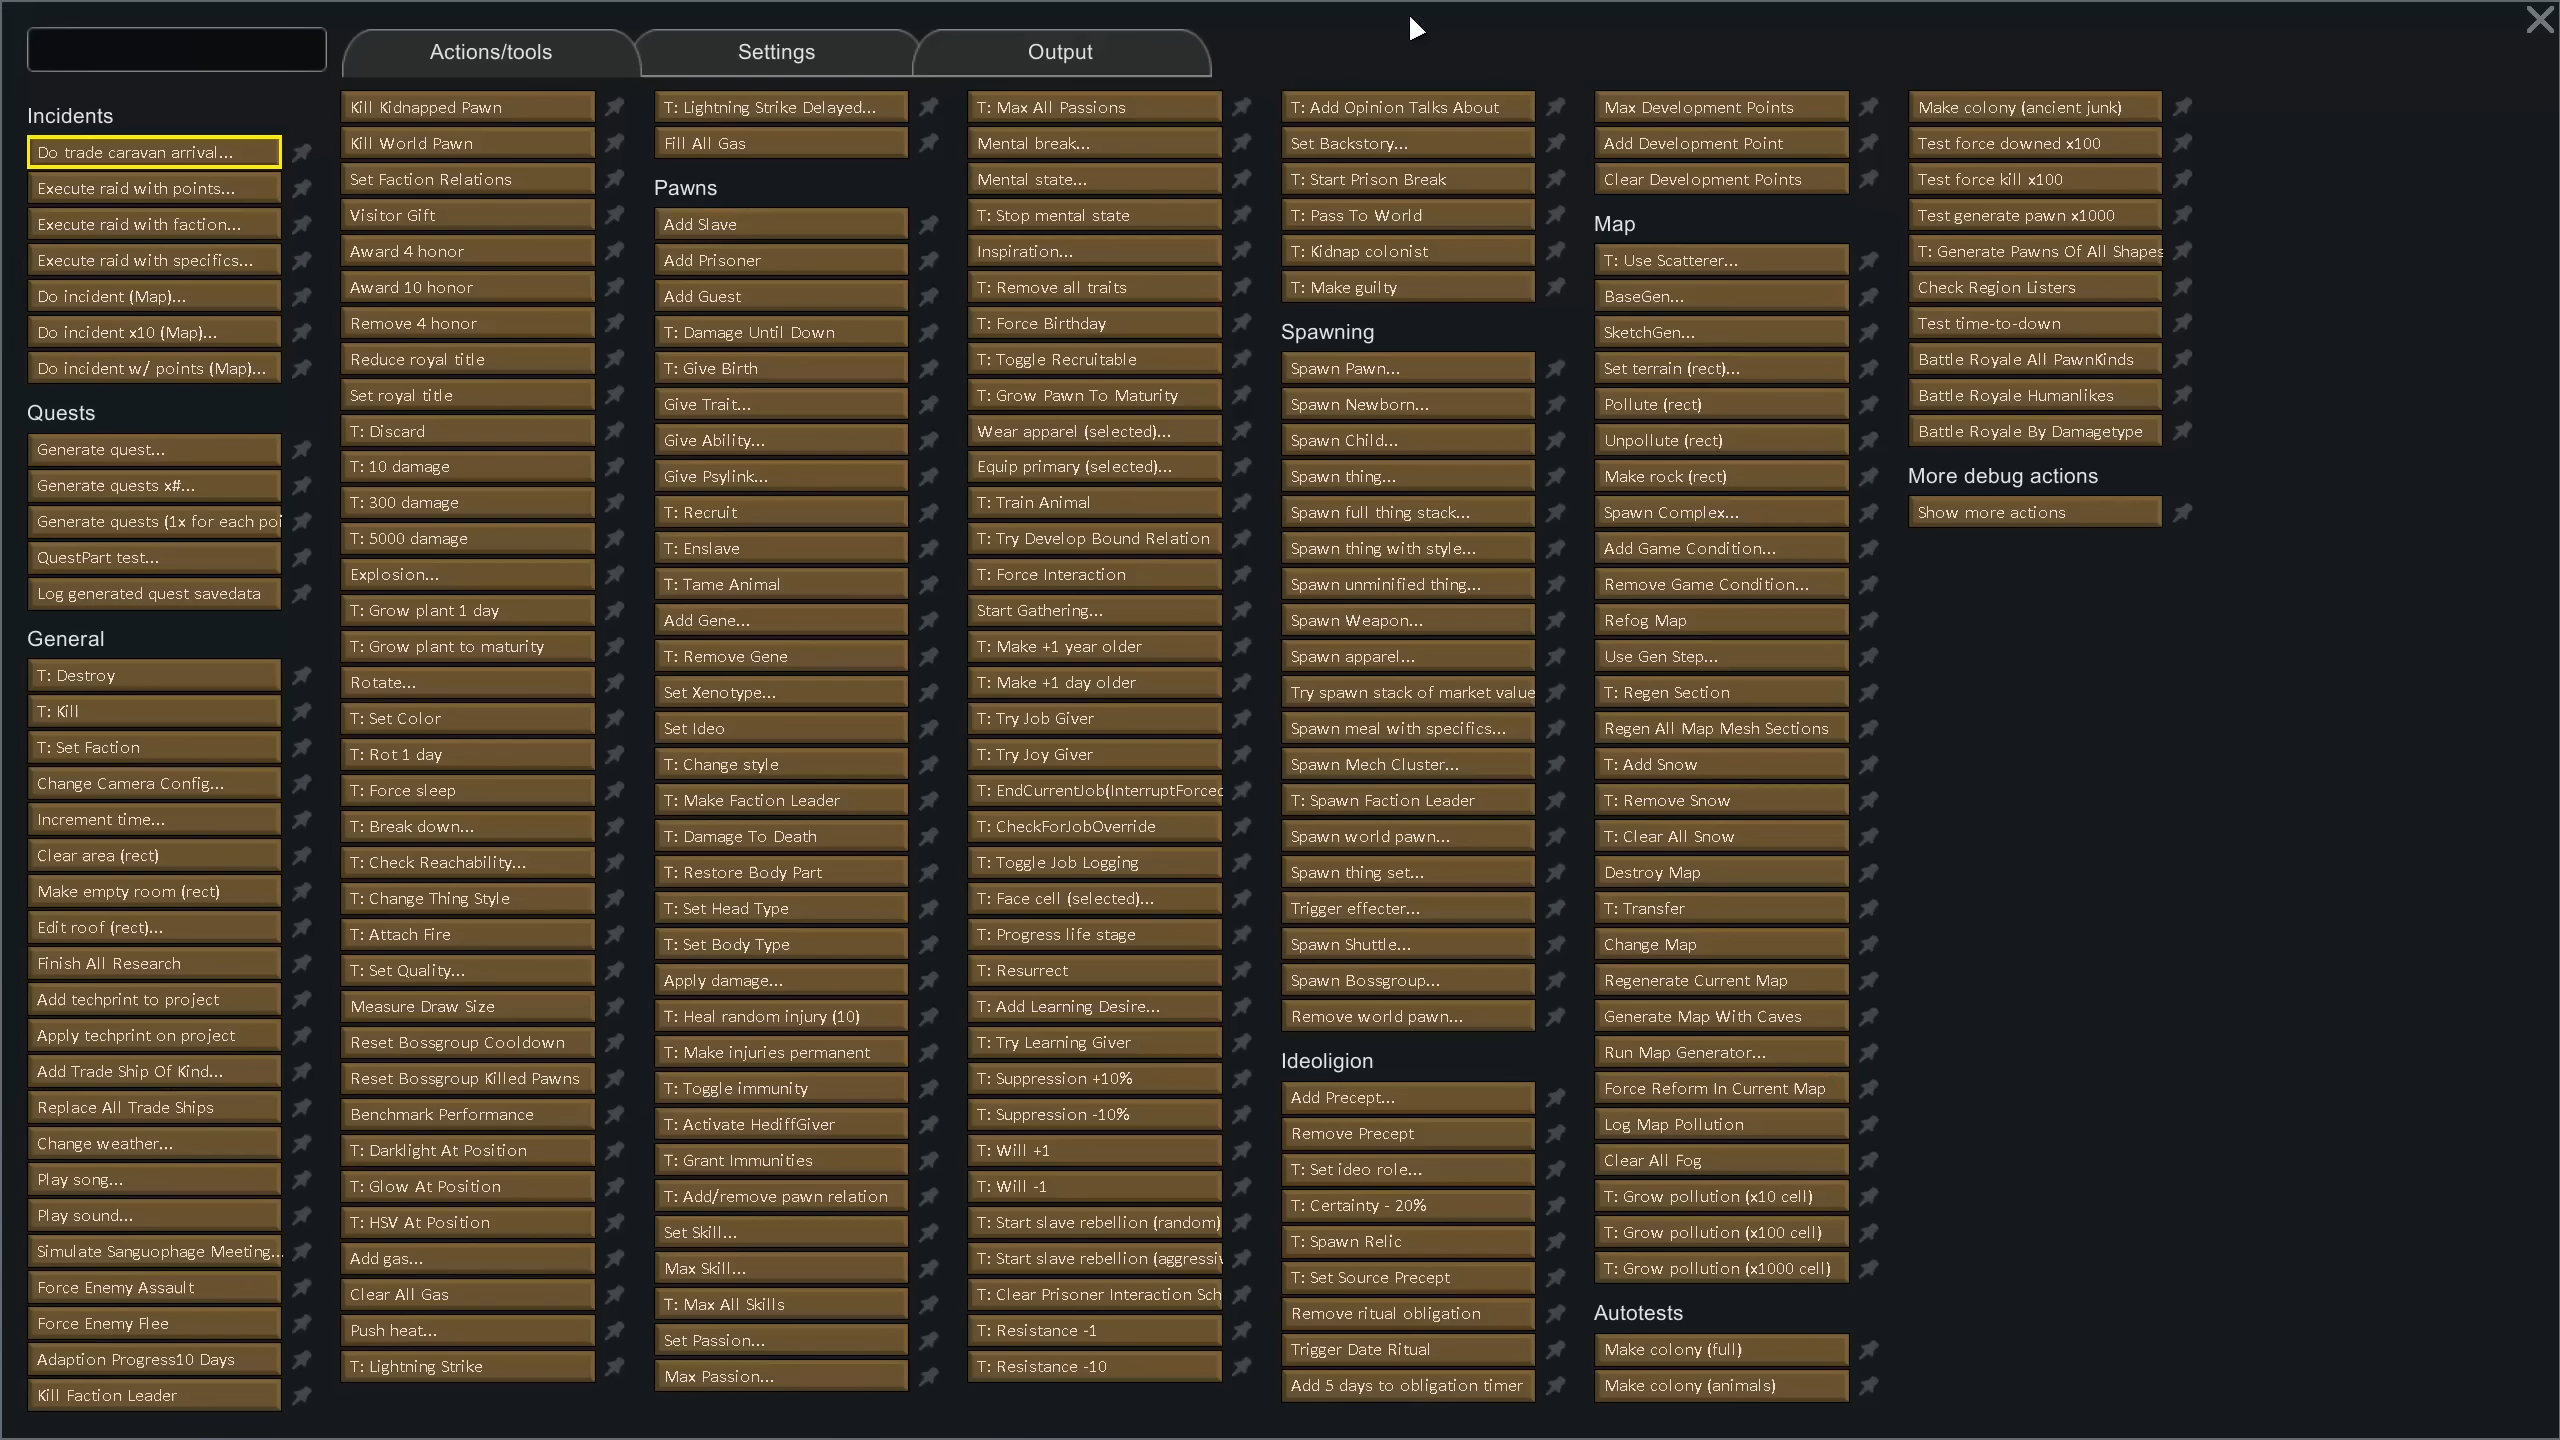 Actions/tools
Settings
Output
Incidents
Do trade caravan arrival...
Execute raid with points...
Execute raid with faction...
Execute raid with specifics...
Do incident (Map)...
Do incident x10 (Map)...
Do incident w/ points (Map)...
Quests
Generate quest...
Generate quests x#...
Generate quests (1x for each poi
QuestPart test...
Log generated quest savedata
General
T: Destroy
T: Kill
T: Set Faction
Change Camera Config...
Increment time...
Clear area (rect)
Make empty room (rect)
Edit roof (rect)...
Finish All Research
Add techprint to project
Apply techprint on project
Add Trade Ship Of Kind...
Replace All Trade Ships
Change weather...
Play song...
Play sound...
Simulate Sanguophage Meeting...
Force Enemy Assault
Force Enemy Flee
Adaption Progress10 Days
Kill Faction Leader
Kill Kidnapped Pawn
Kill World Pawn
Set Faction Relations
Visitor Gift
Award 4 honor
Award 10 honor
Remove 4 honor
Reduce royal title
Set royal title
T: Discard
T: 10 damage
T: 300 damage
T: 5000 damage
Explosion...
T: Grow plant 1 day
T: Grow plant to maturity
Rotate...
T: Set Color
T: Rot 1 day
T: Force sleep
T: Break down...
T: Check Reachability...
T: Change Thing Style
T: Attach Fire
T: Set Quality...
Measure Draw Size
Reset Bossgroup Cooldown
Reset Bossgroup Killed Pawns
Benchmark Performance
T: Darklight At Position
T: Glow At Position
T: HSV At Position
Add gas...
Clear All Gas
Push heat...
T: Lightning Strike
T: Lightning Strike Delayed...
Fill All Gas
Pawns
Add Slave
Add Prisoner
Add Guest
T: Damage Until Down
T: Give Birth
Give Trait...
Give Ability...
Give Psylink...
T: Recruit
T: Enslave
T: Tame Animal
Add Gene...
T: Remove Gene
Set Xenotype...
Set Ideo
T: Change style
T: Make Faction Leader
T: Damage To Death
T: Restore Body Part
T: Set Head Type
T: Set Body Type
Apply damage...
T: Heal random injury (10)
T: Make injuries permanent
T: Toggle immunity
T: Activate HediffGiver
T: Grant Immunities
T: Add/remove pawn relation
Set Skill...
Max Skill...
T: Max All Skills
Set Passion...
Max Passion...
T: Max All Passions
Mental break...
Mental state...
T: Stop mental state
Inspiration...
T: Remove all traits
T: Force Birthday
T: Toggle Recruitable
T: Grow Pawn To Maturity
Wear apparel (selected)...
Equip primary (selected)...
T: Train Animal
T: Try Develop Bound Relation
T: Force Interaction
Start Gathering...
T: Make +1 year older
T: Make +1 day older
T: Try Job Giver
T: Try Joy Giver
T: EndCurrentJob(InterruptForced
T: CheckForJobOverride
T: Toggle Job Logging
T: Face cell (selected)...
T: Progress life stage
T: Resurrect
T: Add Learning Desire...
T: Try Learning Giver
T: Suppression +10%
T: Suppression -10%
T: Will +1
T: Will -1
T: Start slave rebellion (random)
T: Start slave rebellion (aggressiv
T: Clear Prisoner Interaction Sch
T: Resistance -1
T: Resistance -10
T: Add Opinion Talks About
Set Backstory...
T: Start Prison Break
T: Pass To World
T: Kidnap colonist
T: Make guilty
Spawning
Spawn Pawn...
Spawn Newborn...
Spawn Child...
Spawn thing...
Spawn full thing stack...
Spawn thing with style...
Spawn unminified thing...
Spawn Weapon...
Spawn apparel...
Try spawn stack of market value
Spawn meal with specifics...
Spawn Mech Cluster...
T: Spawn Faction Leader
Spawn world pawn...
Spawn thing set...
Trigger effecter...
Spawn Shuttle...
Spawn Bossgroup...
Remove world pawn...
Ideoligion
Add Precept...
Remove Precept
T: Set ideo role...
T: Certainty - 20%
T: Spawn Relic
T: Set Source Precept
Remove ritual obligation
Trigger Date Ritual
Add 5 days to obligation timer
Max Development Points
Add Development Point
Clear Development Points
Map
T: Use Scatterer...
BaseGen...
SketchGen...
Set terrain (rect)...
Pollute (rect)
Unpollute (rect)
Make rock (rect)
Spawn Complex...
Add Game Condition...
Remove Game Condition...
Refog Map
Use Gen Step...
T: Regen Section
Regen All Map Mesh Sections
T: Add Snow
T: Remove Snow
T: Clear All Snow
Destroy Map
T: Transfer
Change Map
Regenerate Current Map
Generate Map With Caves
Run Map Generator...
Force Reform In Current Map
Log Map Pollution
Clear All Fog
T: Grow pollution (x10 cell)
T: Grow pollution (x100 cell)
T: Grow pollution (x1000 cell)
Autotests
Make colony (full)
Make colony (animals)
Make colony (ancient junk)
Test force downed x100
Test force kill x100
Test generate pawn x1000
T: Generate Pawns Of All Shapes
Check Region Listers
Test time-to-down
Battle Royale All PawnKinds
Battle Royale Humanlikes
Battle Royale By Damagetype
More debug actions
Show more actions